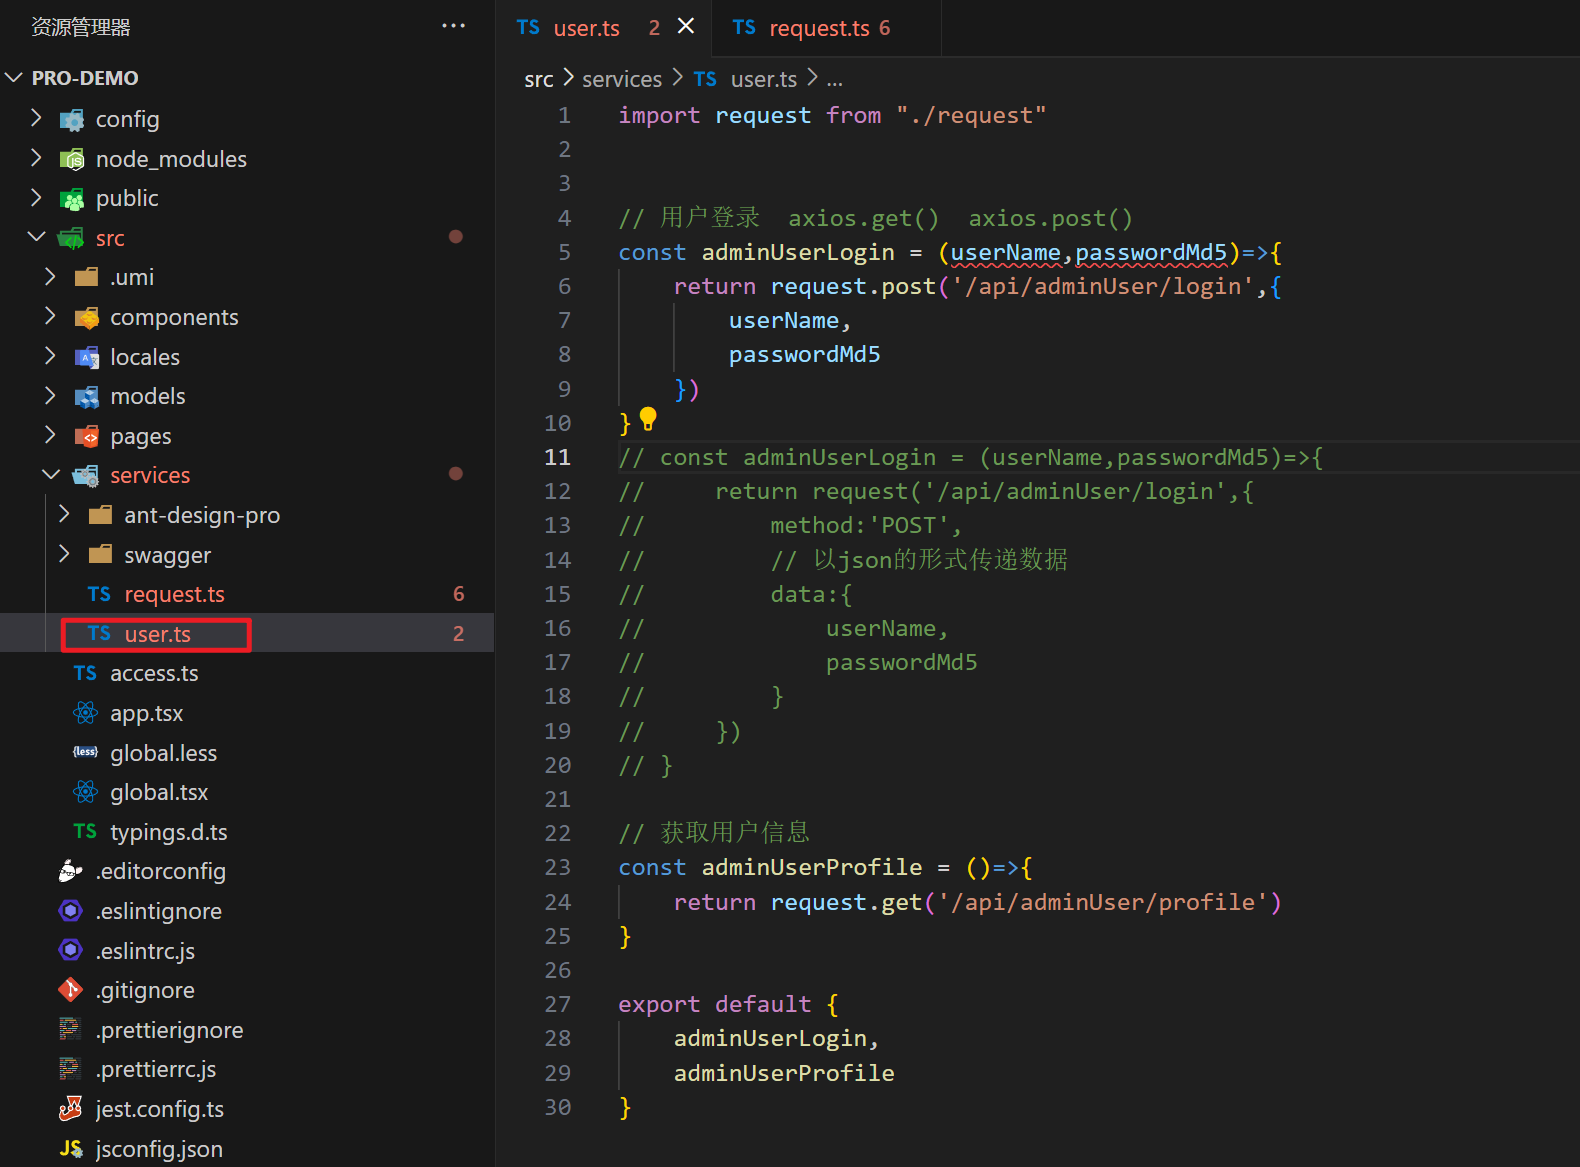 资源管理器 ···
PRO-DEMO
config
node_modules
public
src
.umi
components
locales
models
pages
services
ant-design-pro
swagger
TS request.ts 6
TS user.ts 2
TS access.ts
app.tsx
{less} global.less
global.tsx
TS typings.d.ts
.editorconfig
.eslintignore
.eslintrc.js
.gitignore
.prettierignore
.prettierrc.js
jest.config.ts
JS jsconfig.json
TS user.ts 2 TS request.ts 6
src > services > TS user.ts > ...
1 import request from "./request"
2
3
4 // 用户登录  axios.get()  axios.post()
5 const adminUserLogin = (userName,passwordMd5)=>{
6     return request.post('/api/adminUser/login',{
7         userName,
8         passwordMd5
9     })
10 }
11 // const adminUserLogin = (userName,passwordMd5)=>{
12 //     return request('/api/adminUser/login',{
13 //         method:'POST',
14 //         // 以json的形式传递数据
15 //         data:{
16 //             userName,
17 //             passwordMd5
18 //         }
19 //     })
20 // }
21
22 // 获取用户信息
23 const adminUserProfile = ()=>{
24     return request.get('/api/adminUser/profile')
25 }
26
27 export default {
28     adminUserLogin,
29     adminUserProfile
30 }